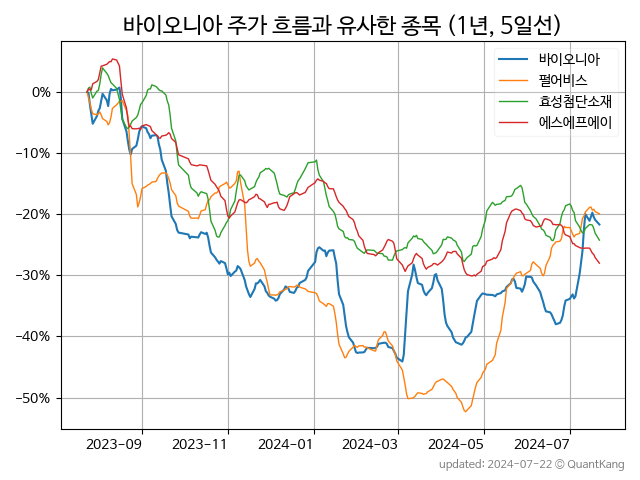 바이오니아 주가 흐름과 유사한 종목 (1년, 5일선)
바이오니아
펄어비스
효성첨단소재
에스에프에이
0%
−10%
−20%
−30%
−40%
−50%
2023-09 2023-11 2024-01 2024-03 2024-05 2024-07
updated: 2024-07-22 © QuantKang